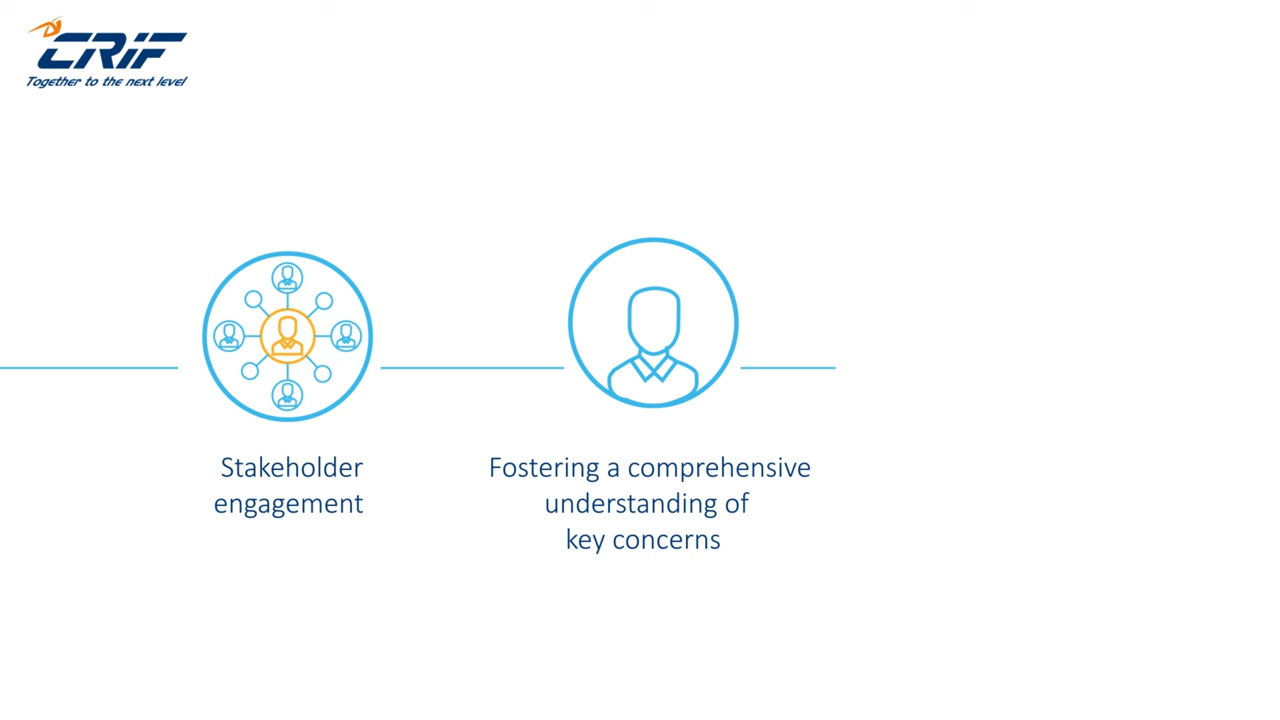 CRIF
Together to the next level
Stakeholder
engagement
Fostering a comprehensive
understanding of
key concerns